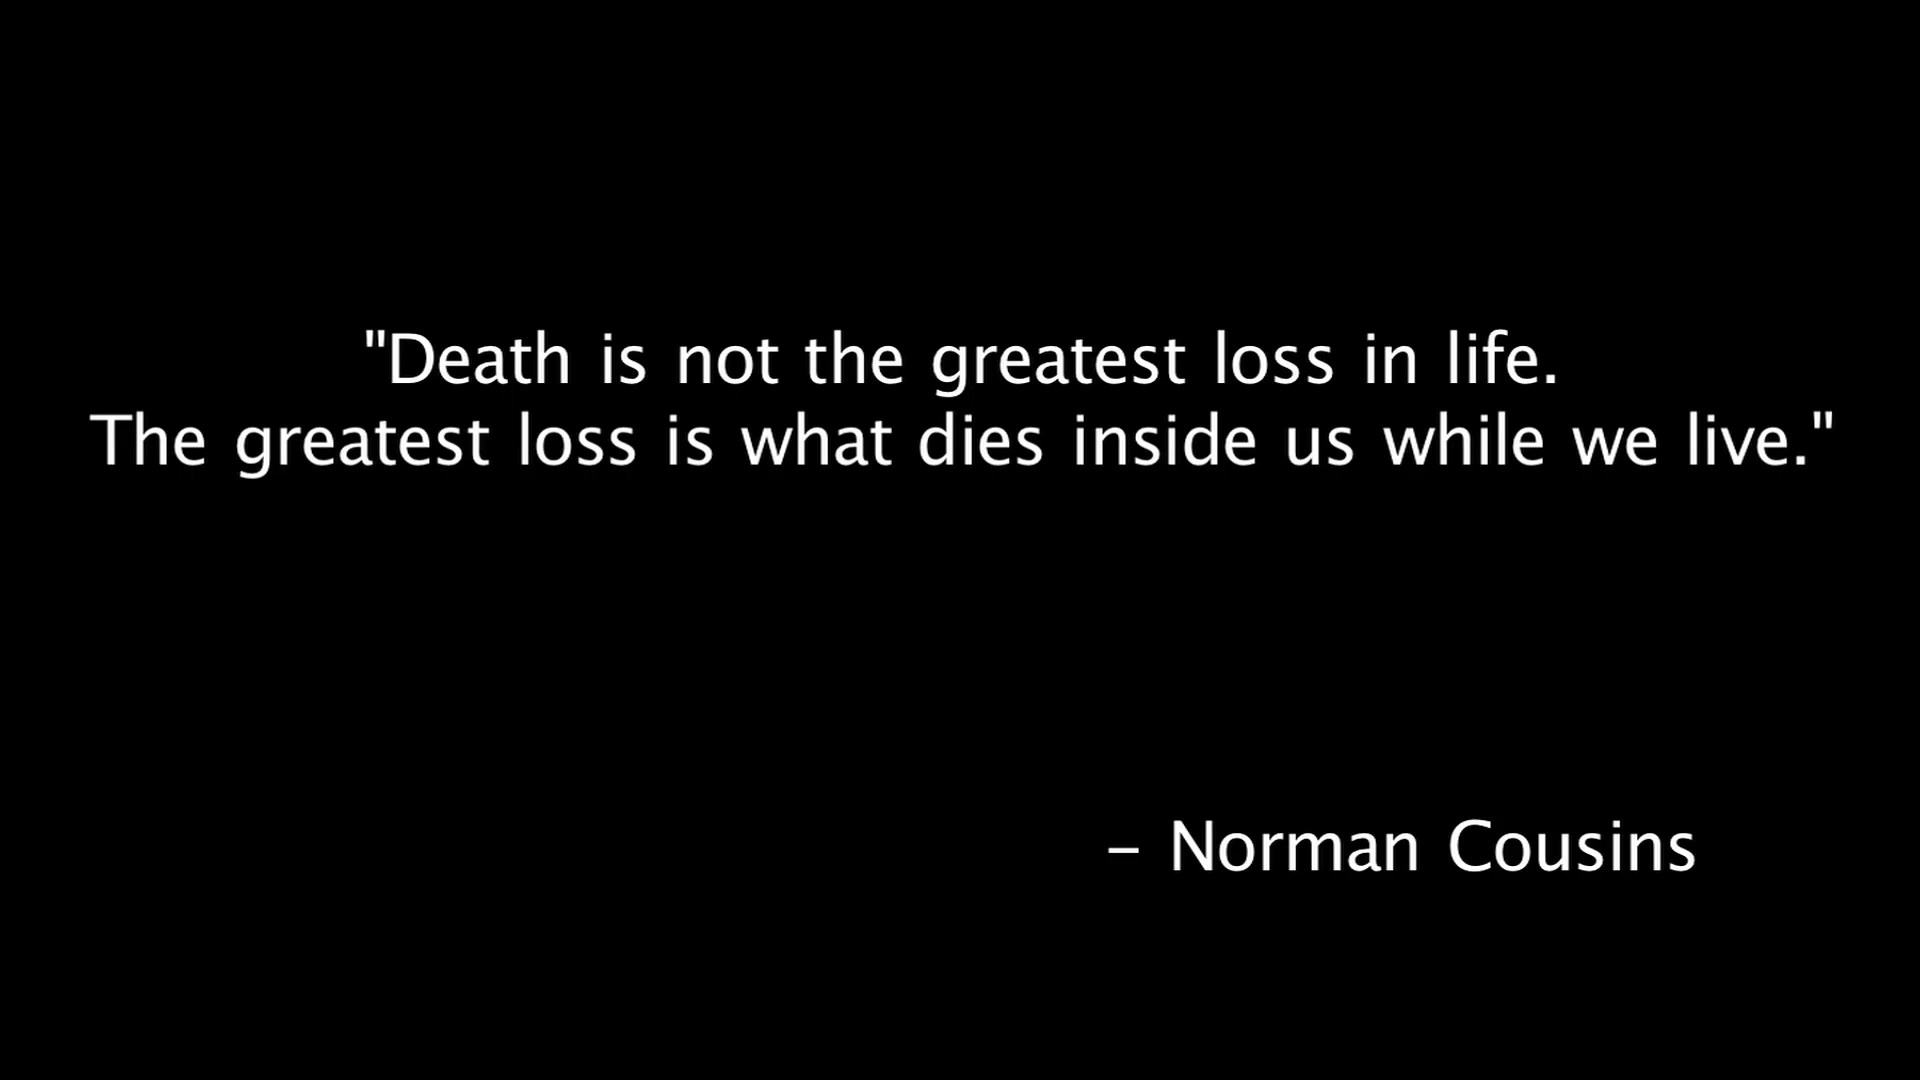 "Death is not the greatest loss in life.
The greatest loss is what dies inside us while we live."
– Norman Cousins